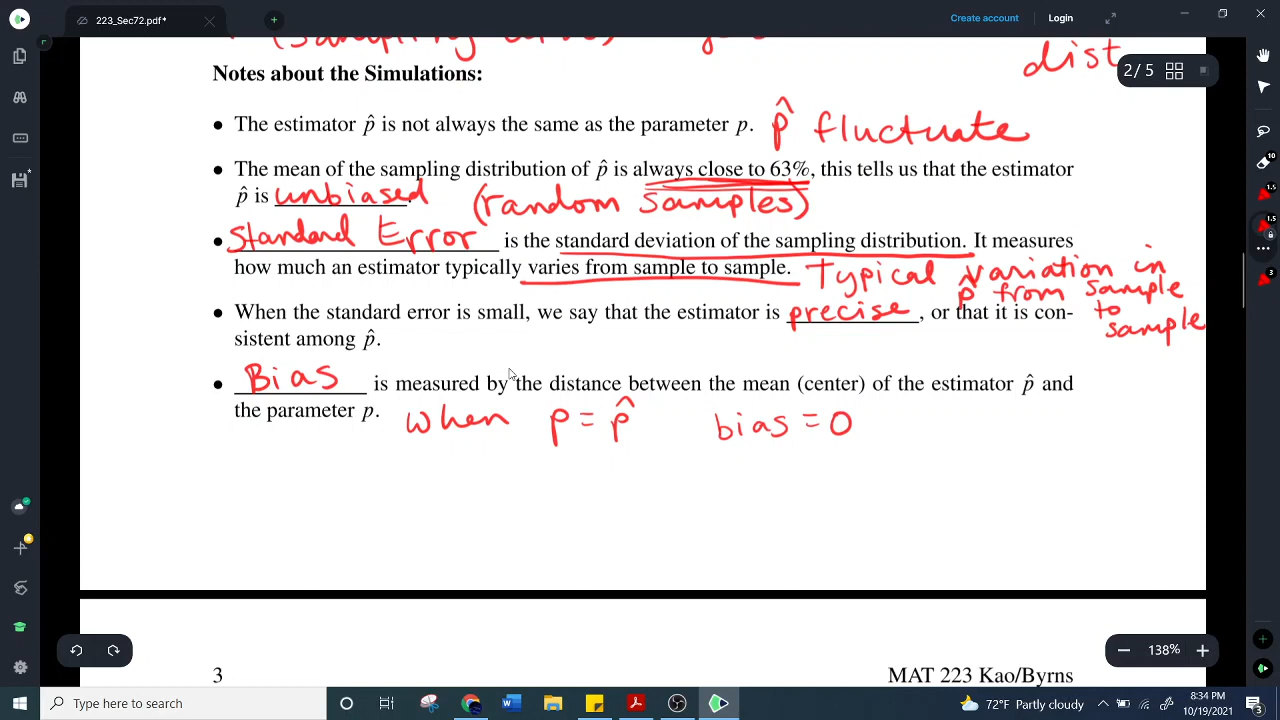 223_Sec72.pdf*
Create account
Login
dist
2/5
Notes about the Simulations:
• The estimator p̂ is not always the same as the parameter p. p̂ fluctuate
• The mean of the sampling distribution of p̂ is always close to 63%, this tells us that the estimator
p̂ is unbiased. (random samples)
• Standard Error is the standard deviation of the sampling distribution. It measures
how much an estimator typically varies from sample to sample. Typical variation in
p̂ from sample
to
sample
• When the standard error is small, we say that the estimator is precise, or that it is con-
sistent among p̂.
• Bias is measured by the distance between the mean (center) of the estimator p̂ and
the parameter p. when p = p̂ bias = 0
138%
3
MAT 223 Kao/Byrns
Type here to search
72°F Partly cloudy
8:34 PM
10/19/2021